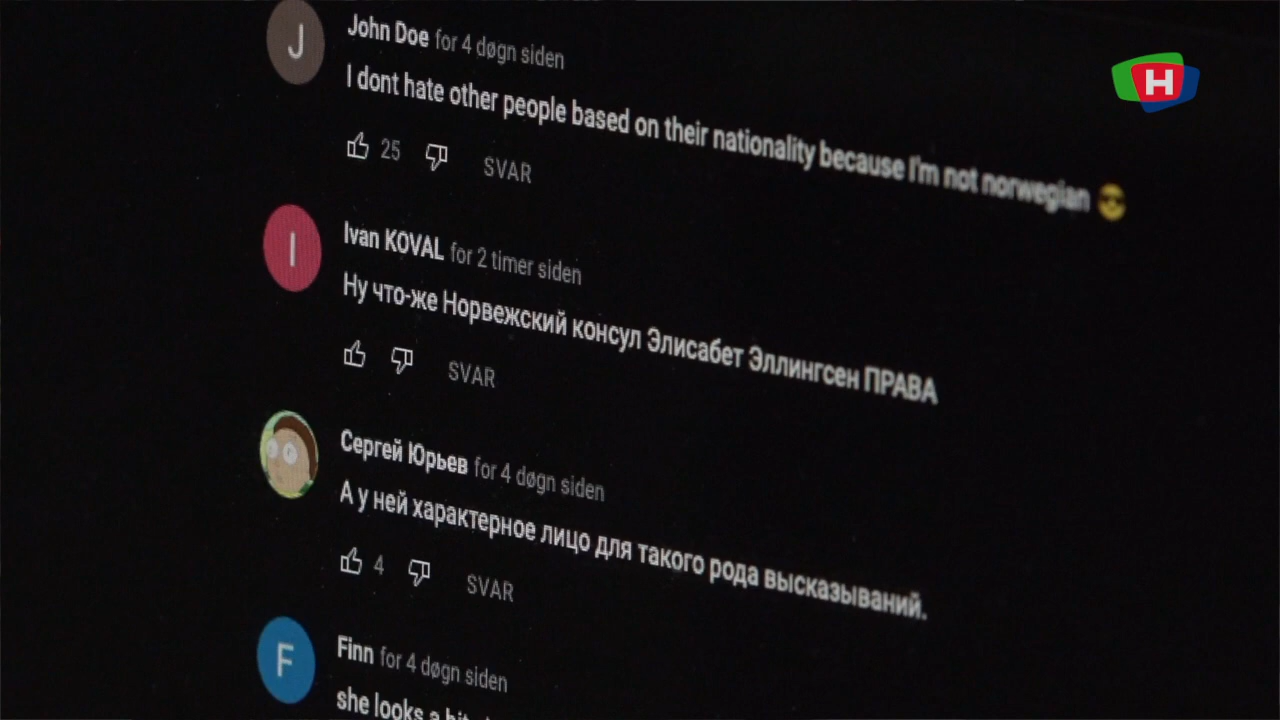 J
John Doe for 4 døgn siden
I dont hate other people based on their nationality because I'm not norwegian 😎
25 SVAR
H
I
Ivan KOVAL for 2 timer siden
Ну что-же Норвежский консул Элисабет Эллингсен ПРАВА
SVAR
Сергей Юрьев for 4 døgn siden
А у ней характерное лицо для такого рода высказываний.
4 SVAR
F
Finn for 4 døgn siden
she looks a